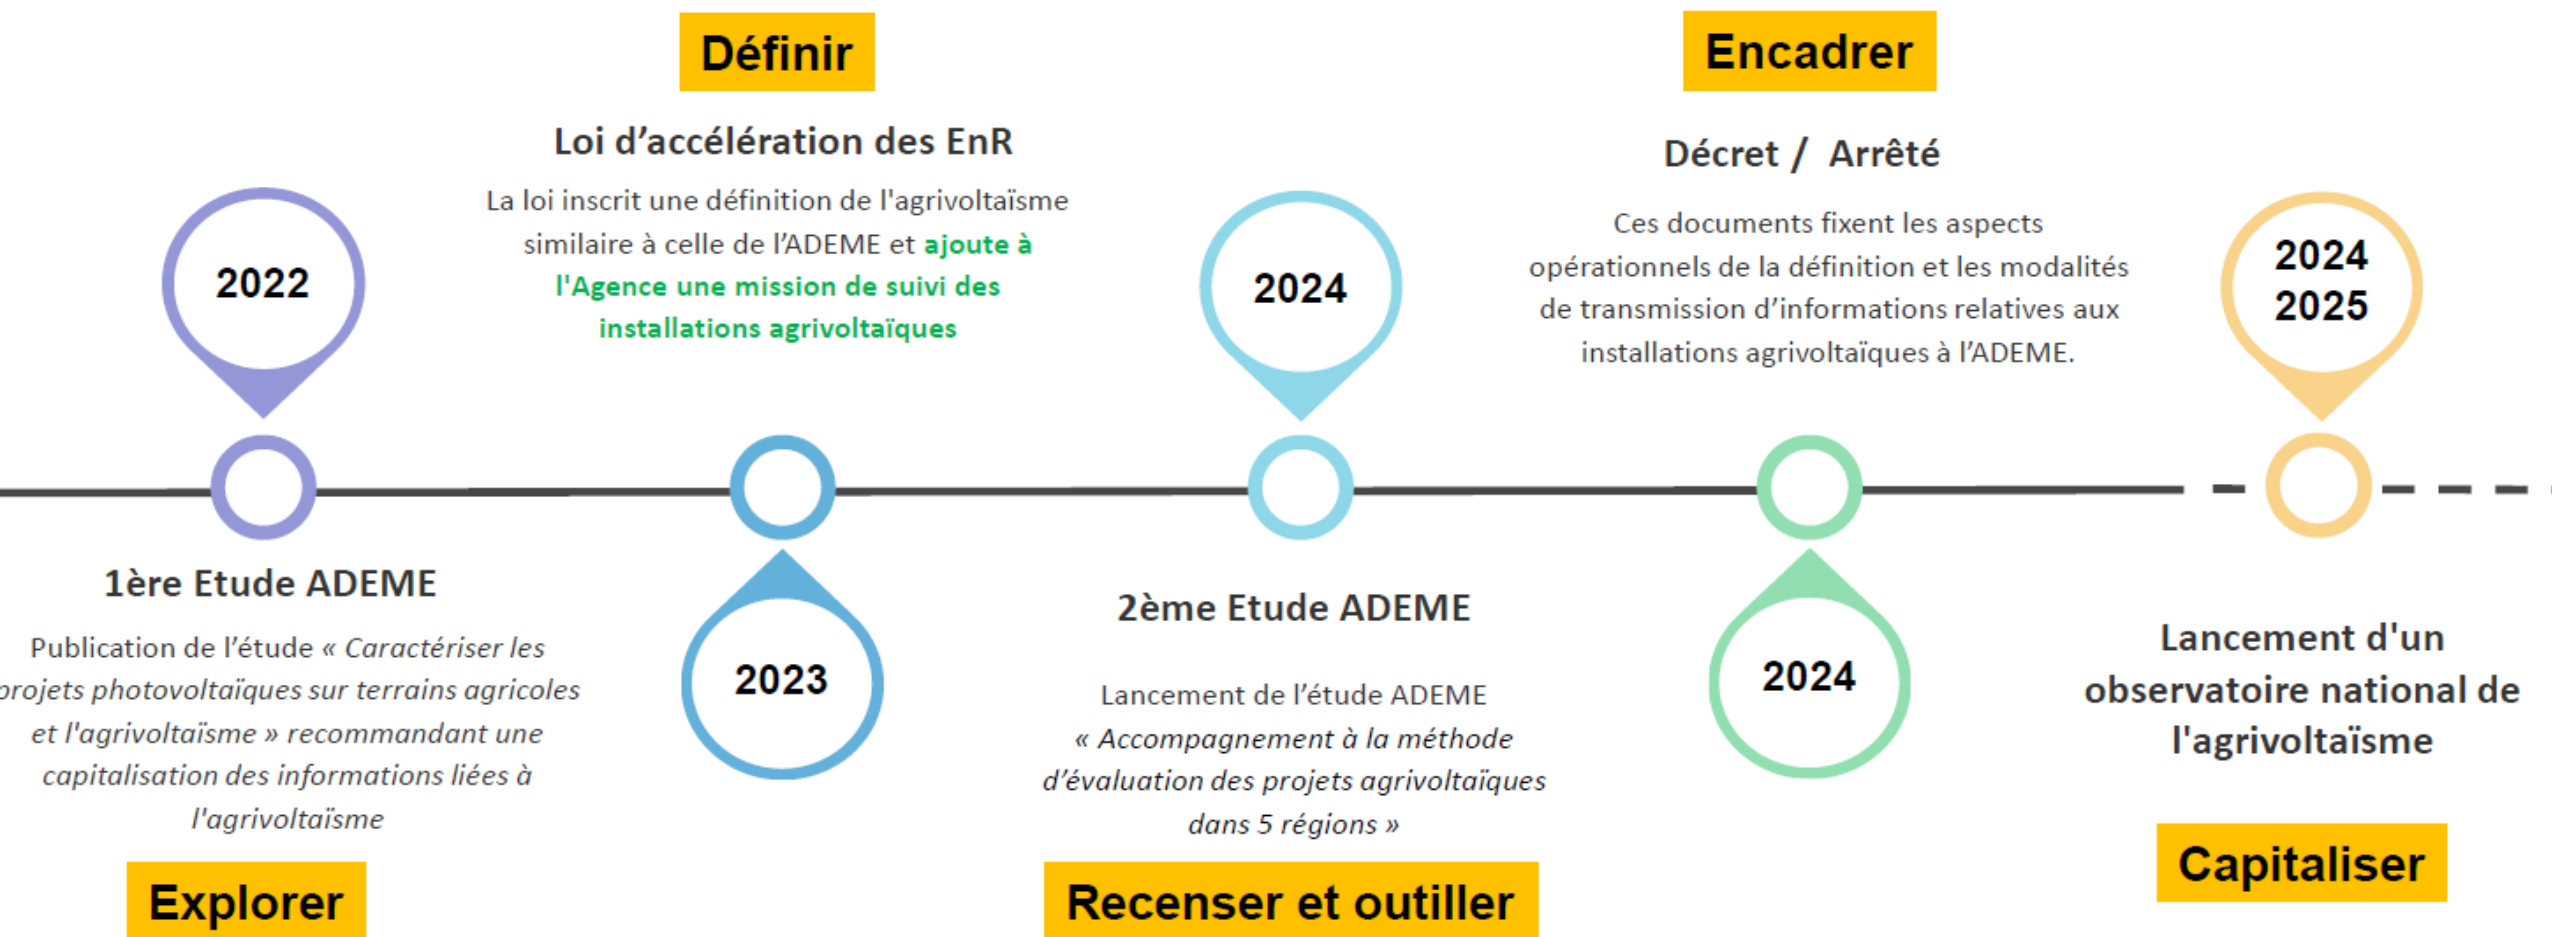 Définir
Loi d’accélération des EnR
La loi inscrit une définition de l'agrivoltaïsme
similaire à celle de l’ADEME et ajoute à
l'Agence une mission de suivi des
installations agrivoltaïques
Encadrer
Décret / Arrêté
Ces documents fixent les aspects
opérationnels de la définition et les modalités
de transmission d’informations relatives aux
installations agrivoltaïques à l’ADEME.
2022
2024
2024
2025
1ère Etude ADEME
Publication de l’étude « Caractériser les
projets photovoltaïques sur terrains agricoles
et l'agrivoltaïsme » recommandant une
capitalisation des informations liées à
l'agrivoltaïsme
Explorer
2023
2ème Etude ADEME
Lancement de l’étude ADEME
« Accompagnement à la méthode
d’évaluation des projets agrivoltaïques
dans 5 régions »
Recenser et outiller
2024
Lancement d'un
observatoire national de
l'agrivoltaïsme
Capitaliser